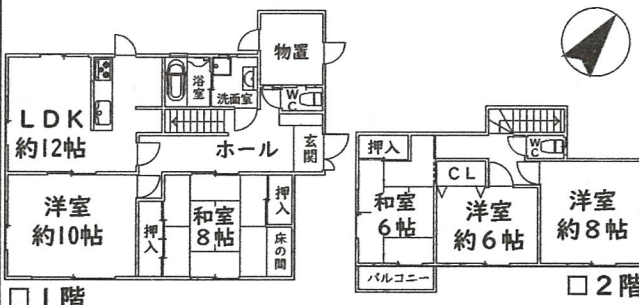 物置
浴室
洗面室
WC
LDK
約12帖
ホール
玄関
洋室
約10帖
押入
和室
8帖
押入
床の間
□1階
WC
押入
CL
和室
6帖
洋室
約6帖
洋室
約8帖
バルコニー
□2階